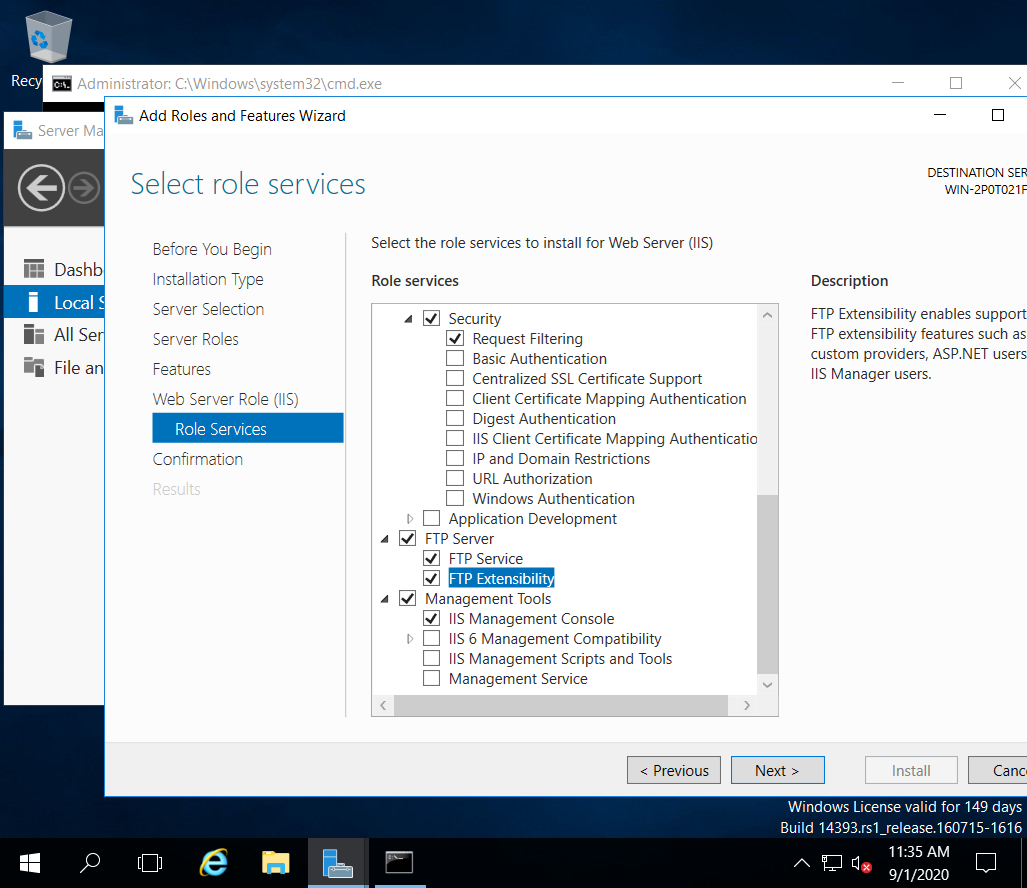 Recy
Administrator: C:\Windows\system32\cmd.exe
Server Ma
Add Roles and Features Wizard
Select role services
DESTINATION SER
WIN-2P0T021F
Dashb
Local S
All Ser
File an
Before You Begin
Installation Type
Server Selection
Server Roles
Features
Web Server Role (IIS)
Role Services
Confirmation
Results
Select the role services to install for Web Server (IIS)
Role services
Security
Request Filtering
Basic Authentication
Centralized SSL Certificate Support
Client Certificate Mapping Authentication
Digest Authentication
IIS Client Certificate Mapping Authenticatio
IP and Domain Restrictions
URL Authorization
Windows Authentication
Application Development
FTP Server
FTP Service
FTP Extensibility
Management Tools
IIS Management Console
IIS 6 Management Compatibility
IIS Management Scripts and Tools
Management Service
Description
FTP Extensibility enables support
FTP extensibility features such as
custom providers, ASP.NET users
IIS Manager users.
< Previous
Next >
Install
Canc
Windows License valid for 149 days
Build 14393.rs1_release.160715-1616
11:35 AM
9/1/2020